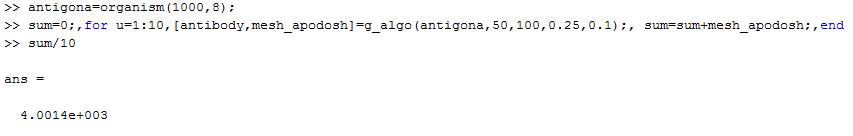 >> antigona=organism(1000,8);
>> sum=0;,for u=1:10,[antibody,mesh_apodosh]=g_algo(antigona,50,100,0.25,0.1);, sum=sum+mesh_apodosh;,end
>> sum/10
ans =
4.0014e+003